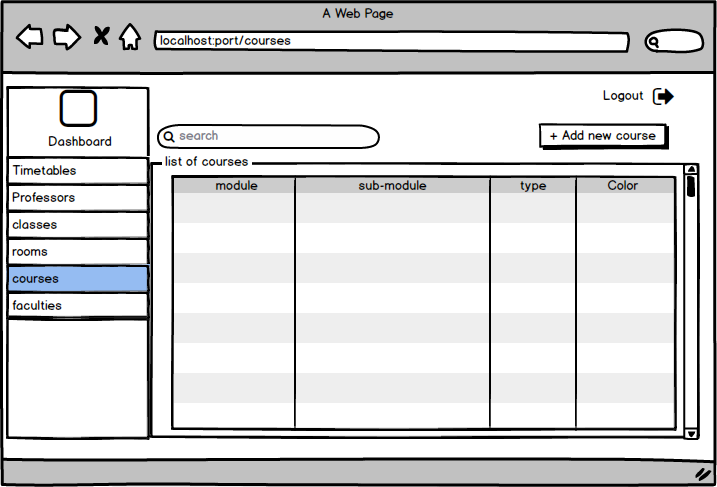 A Web Page
localhost:port/courses
Logout
Dashboard
search
+ Add new course
Timetables
Professors
classes
rooms
courses
faculties
list of courses
module sub-module type Color